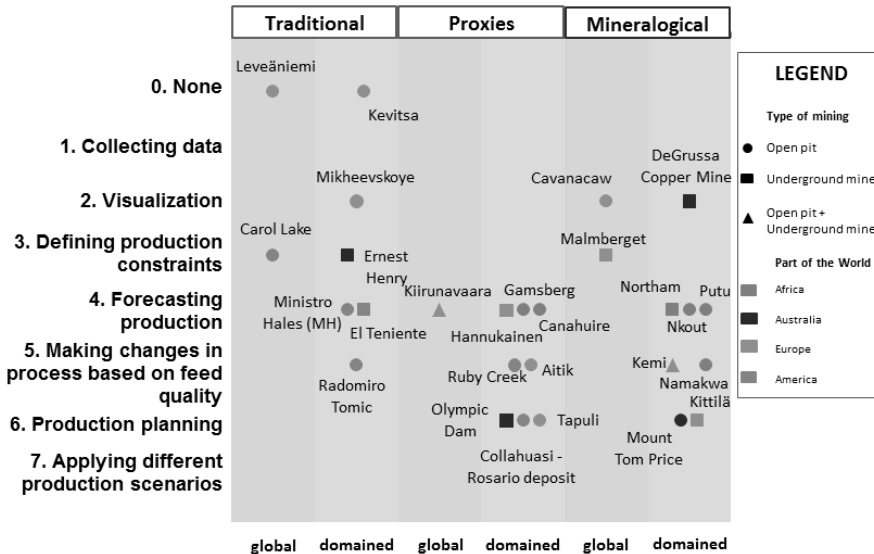 Traditional
Proxies
Mineralogical
0. None
1. Collecting data
2. Visualization
3. Defining production
constraints
4. Forecasting
production
5. Making changes in
process based on feed
quality
6. Production planning
7. Applying different
production scenarios
Leveäniemi
Kevitsa
Mikheevskoye
Cavanacaw
DeGrussa
Copper Mine
Carol Lake
Ernest
Henry
Malmberget
Ministro
Hales (MH)
El Teniente
Kiirunavaara
Gamsberg
Hannukainen
Canahuire
Northam
Putu
Nkout
Radomiro
Tomic
Ruby Creek
Aitik
Kemi
Namakwa
Kittilä
Olympic
Dam
Tapuli
Collahuasi -
Rosario deposit
Mount
Tom Price
global
domained
global
domained
global
domained
LEGEND
Type of mining
Open pit
Underground mine
Open pit +
Underground mine
Part of the World
Africa
Australia
Europe
America